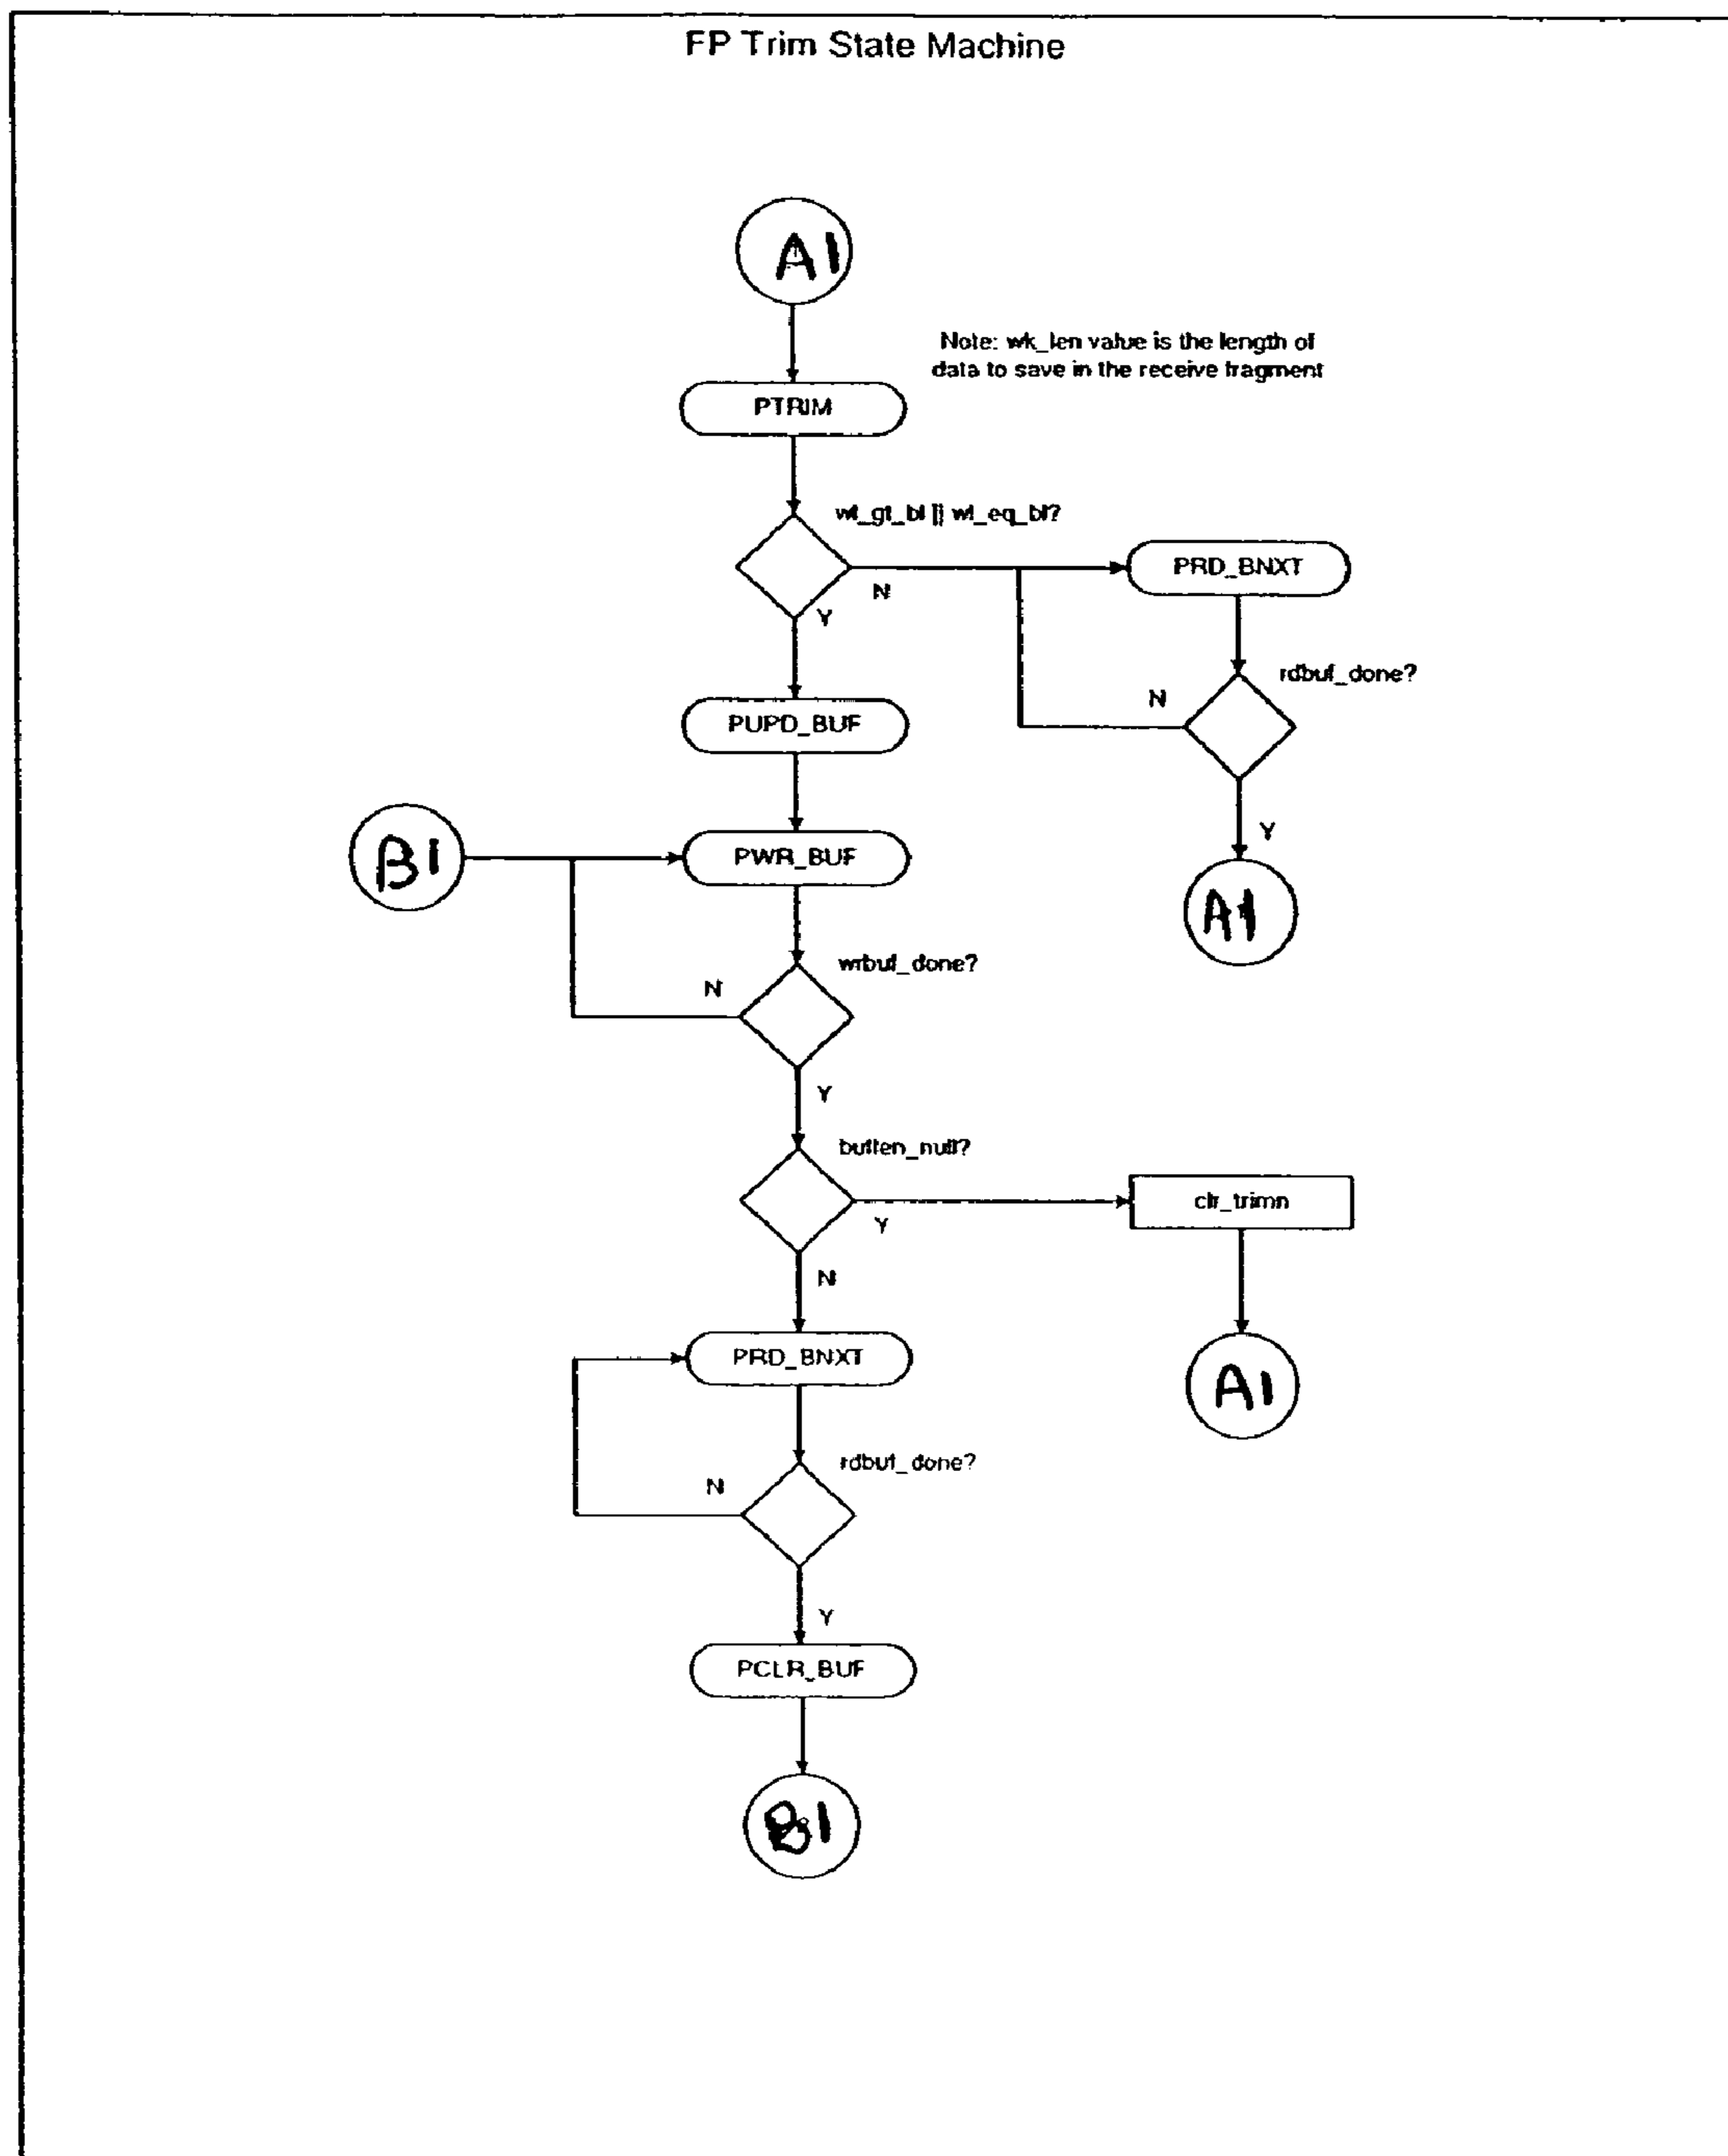 FP Trim State Machine
A1
Note: wk_len value is the length of
data to save in the receive fragment
PTRIM
wl_gt_bl || wl_eq_bl?
PRD_BNXT
N
Y
rdbuf_done?
N
PUPD_BUF
Y
B1
PWR_BUF
A1
wrbuf_done?
N
Y
buflen_null?
clr_trimn
Y
N
PRD_BNXT
A1
rdbuf_done?
N
Y
PCLR_BUF
B1